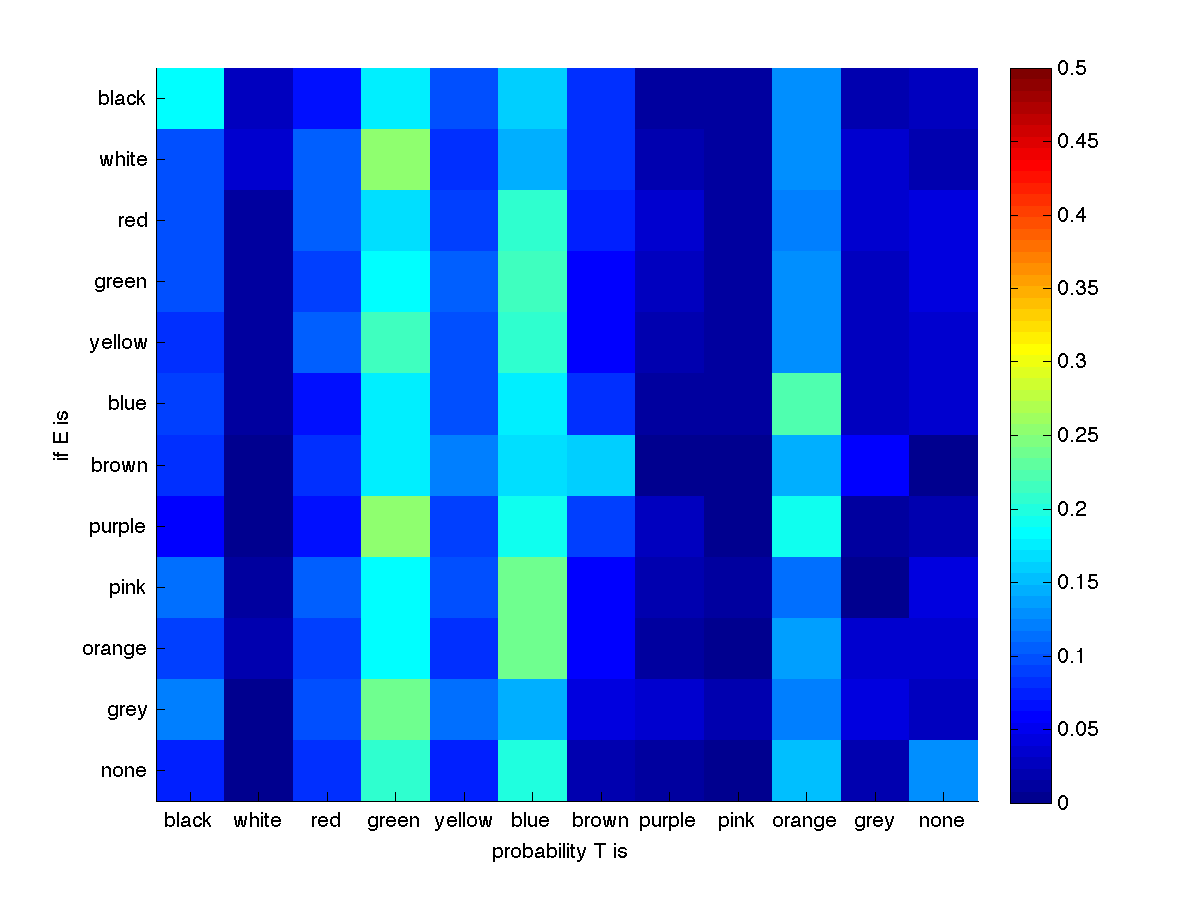 black
white
red
green
yellow
blue
brown
purple
pink
orange
grey
none
if E is
black white red green yellow blue brown purple pink orange grey none
probability T is
0.5
0.45
0.4
0.35
0.3
0.25
0.2
0.15
0.1
0.05
0